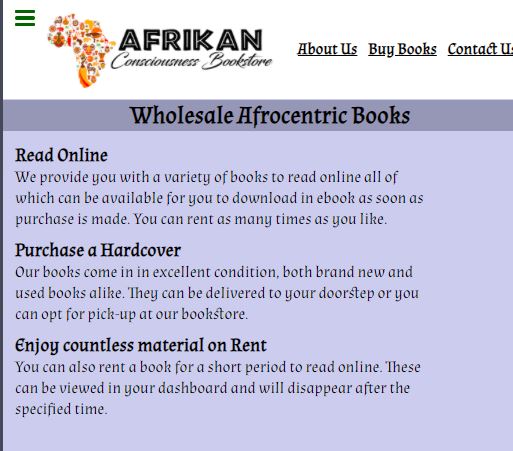 AFRIKAN
Consciousness Bookstore
About Us Buy Books Contact Us
Wholesale Afrocentric Books
Read Online
We provide you with a variety of books to read online all of
which can be available for you to download in ebook as soon as
purchase is made. You can rent as many times as you like.
Purchase a Hardcover
Our books come in in excellent condition, both brand new and
used books alike. They can be delivered to your doorstep or you
can opt for pick-up at our bookstore.
Enjoy countless material on Rent
You can also rent a book for a short period to read online. These
can be viewed in your dashboard and will disappear after the
specified time.